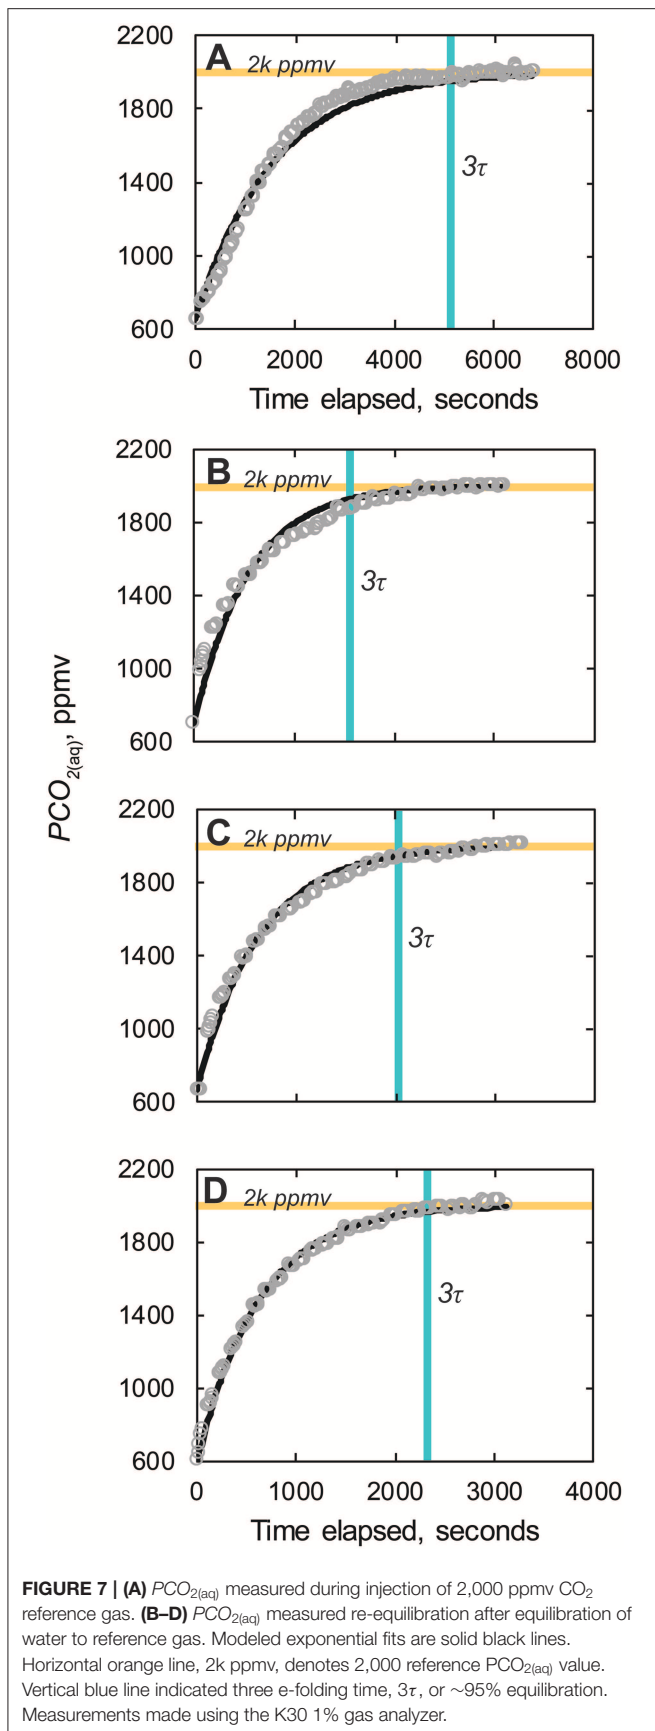 2200
A 2k ppmv
1800
1400
3τ
1000
600
0 2000 4000 6000 8000
Time elapsed, seconds
2200
B 2k ppmv
1800
1400
3τ
1000
600
PCO2(aq), ppmv
2200
C 2k ppmv
1800
1400
3τ
1000
600
2200
D 2k ppmv
1800
1400
3τ
1000
600
0 1000 2000 3000 4000
Time elapsed, seconds
FIGURE 7 | (A) PCO2(aq) measured during injection of 2,000 ppmv CO2
reference gas. (B–D) PCO2(aq) measured re-equilibration after equilibration of
water to reference gas. Modeled exponential fits are solid black lines.
Horizontal orange line, 2k ppmv, denotes 2,000 reference PCO2(aq) value.
Vertical blue line indicated three e-folding time, 3τ, or ~95% equilibration.
Measurements made using the K30 1% gas analyzer.